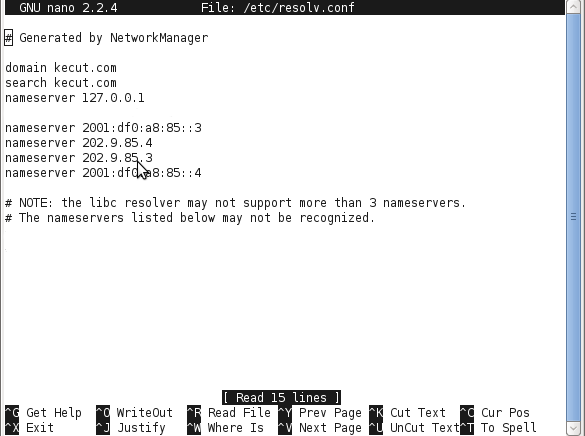 GNU nano 2.2.4 File: /etc/resolv.conf
# Generated by NetworkManager
domain kecut.com
search kecut.com
nameserver 127.0.0.1
nameserver 2001:df0:a8:85::3
nameserver 202.9.85.4
nameserver 202.9.85.3
nameserver 2001:df0:a8:85::4
# NOTE: the libc resolver may not support more than 3 nameservers.
# The nameservers listed below may not be recognized.
[ Read 15 lines ]
^G Get Help ^O WriteOut ^R Read File ^Y Prev Page ^K Cut Text ^C Cur Pos
^X Exit ^J Justify ^W Where Is ^V Next Page ^U UnCut Text ^T To Spell